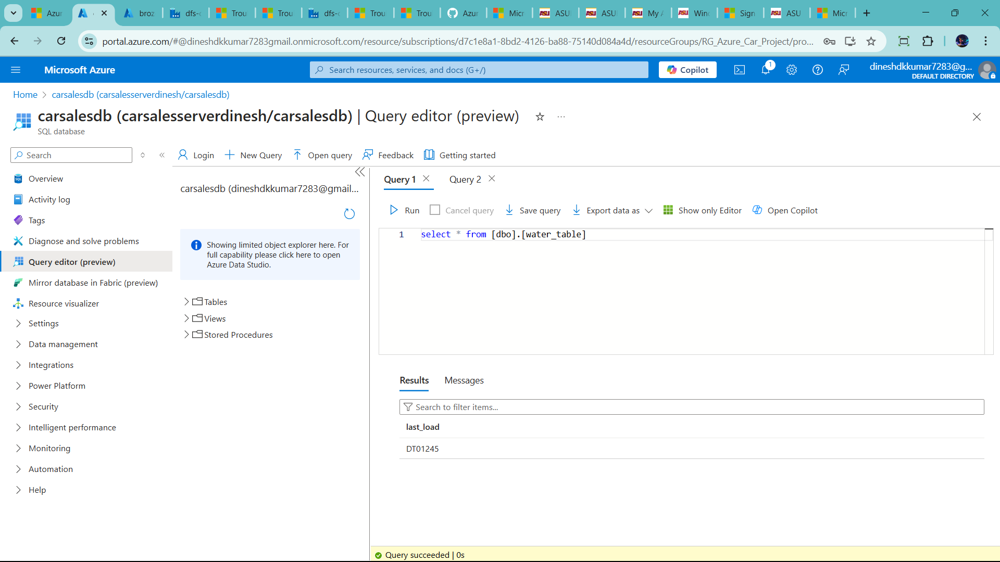 Azur
broz
dfs-c
Trou
Trou
dfs-c
Trou
Trou
Azur
Micr
ASU
ASU
My A
Winc
Sign
ASU
Micr
portal.azure.com/#@dineshdkkumar7283gmail.onmicrosoft.com/resource/subscriptions/d7c1e8a1-8bd2-4126-ba88-75140d084a4d/resourceGroups/RG_Azure_Car_Project/pro...
Microsoft Azure
Search resources, services, and docs (G+/)
Copilot
1
dineshdkkumar7283@g...
DEFAULT DIRECTORY
Home > carsalesdb (carsalesserverdinesh/carsalesdb)
carsalesdb (carsalesserverdinesh/carsalesdb) | Query editor (preview)
SQL database
Search
Login
New Query
Open query
Feedback
Getting started
Overview
Activity log
Tags
Diagnose and solve problems
Query editor (preview)
Mirror database in Fabric (preview)
Resource visualizer
Settings
Data management
Integrations
Power Platform
Security
Intelligent performance
Monitoring
Automation
Help
carsalesdb (dineshdkkumar7283@gmail...
Showing limited object explorer here. For
full capability please click here to open
Azure Data Studio.
Tables
Views
Stored Procedures
Query 1
Query 2
Run
Cancel query
Save query
Export data as
Show only Editor
Open Copilot
1 select * from [dbo].[water_table]
Results
Messages
Search to filter items...
last_load
DT01245
Query succeeded | 0s